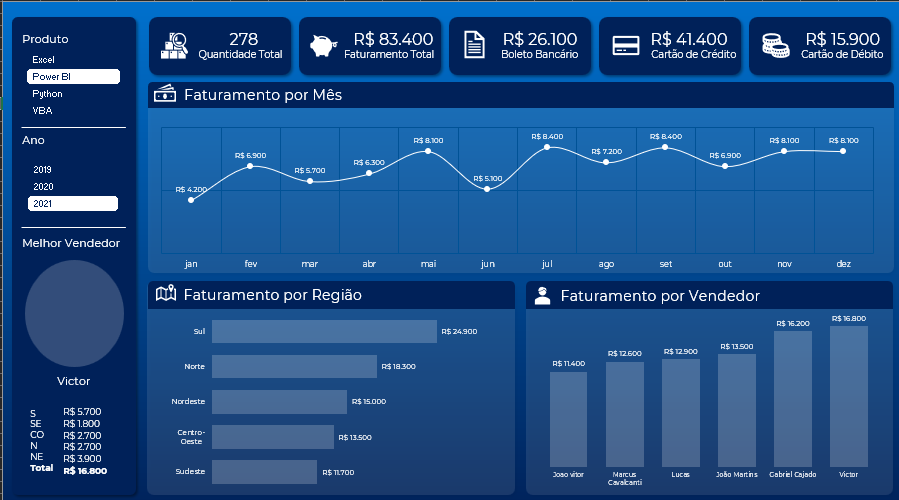 Produto
Excel
Power BI
Python
VBA
Ano
2019
2020
2021
Melhor Vendedor
Victor
S R$ 5.700
SE R$ 1.800
CO R$ 2.700
N R$ 2.700
NE R$ 3.900
Total R$ 16.800
278
Quantidade Total
R$ 83.400
Faturamento Total
R$ 26.100
Boleto Bancário
R$ 41.400
Cartão de Crédito
R$ 15.900
Cartão de Débito
Faturamento por Mês
R$ 4.200 R$ 6.900 R$ 5.700 R$ 6.300 R$ 8.100 R$ 5.100 R$ 8.400 R$ 7.200 R$ 8.400 R$ 6.900 R$ 8.100 R$ 8.100
jan fev mar abr mai jun jul ago set out nov dez
Faturamento por Região
Sul R$ 24.900
Norte R$ 18.300
Nordeste R$ 15.000
Centro-
Oeste R$ 13.500
Sudeste R$ 11.700
Faturamento por Vendedor
R$ 11.400 R$ 12.600 R$ 12.900 R$ 13.500 R$ 16.200 R$ 16.800
Joao vitor Marcus Lucas João Martins Gabriel Cajado Victor
Cavalcanti